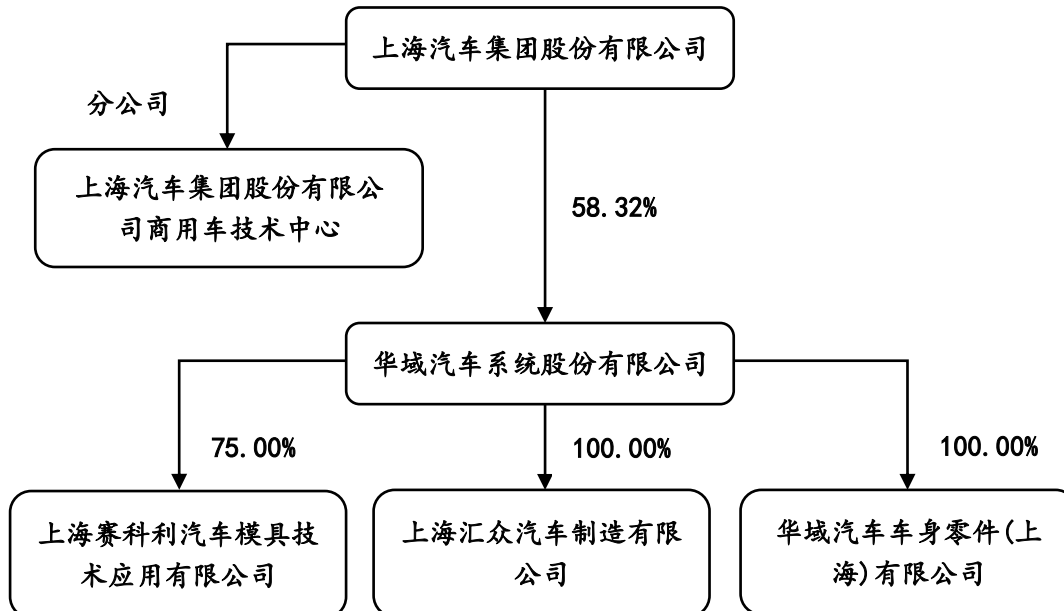 上海汽车集团股份有限公司
分公司
上海汽车集团股份有限公
司商用车技术中心
58.32%
华域汽车系统股份有限公司
75.00%
100.00%
100.00%
上海赛科利汽车模具技
术应用有限公司
上海汇众汽车制造有限
公司
华域汽车车身零件(上
海)有限公司